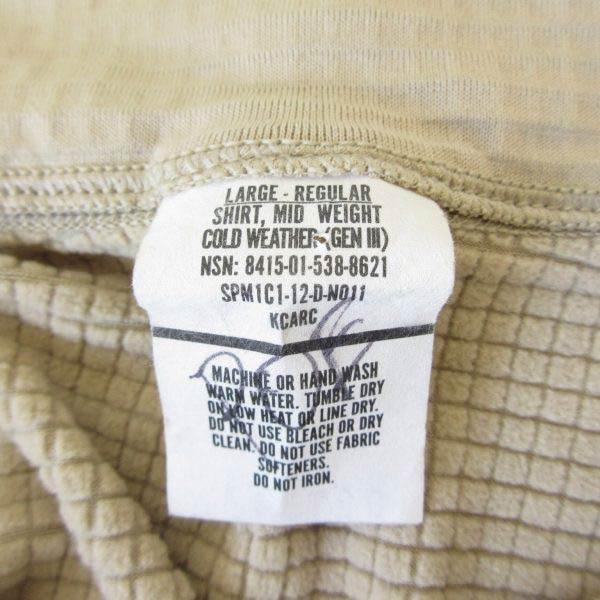 LARGE - REGULAR
SHIRT, MID WEIGHT
COLD WEATHER (GEN III)
NSN: 8415-01-538-8621
SPM1C1-12-D-N011
KCARC
MACHINE OR HAND WASH
WARM WATER. TUMBLE DRY
ON LOW HEAT OR LINE DRY.
DO NOT USE BLEACH OR DRY
CLEAN. DO NOT USE FABRIC
SOFTENERS.
DO NOT IRON.